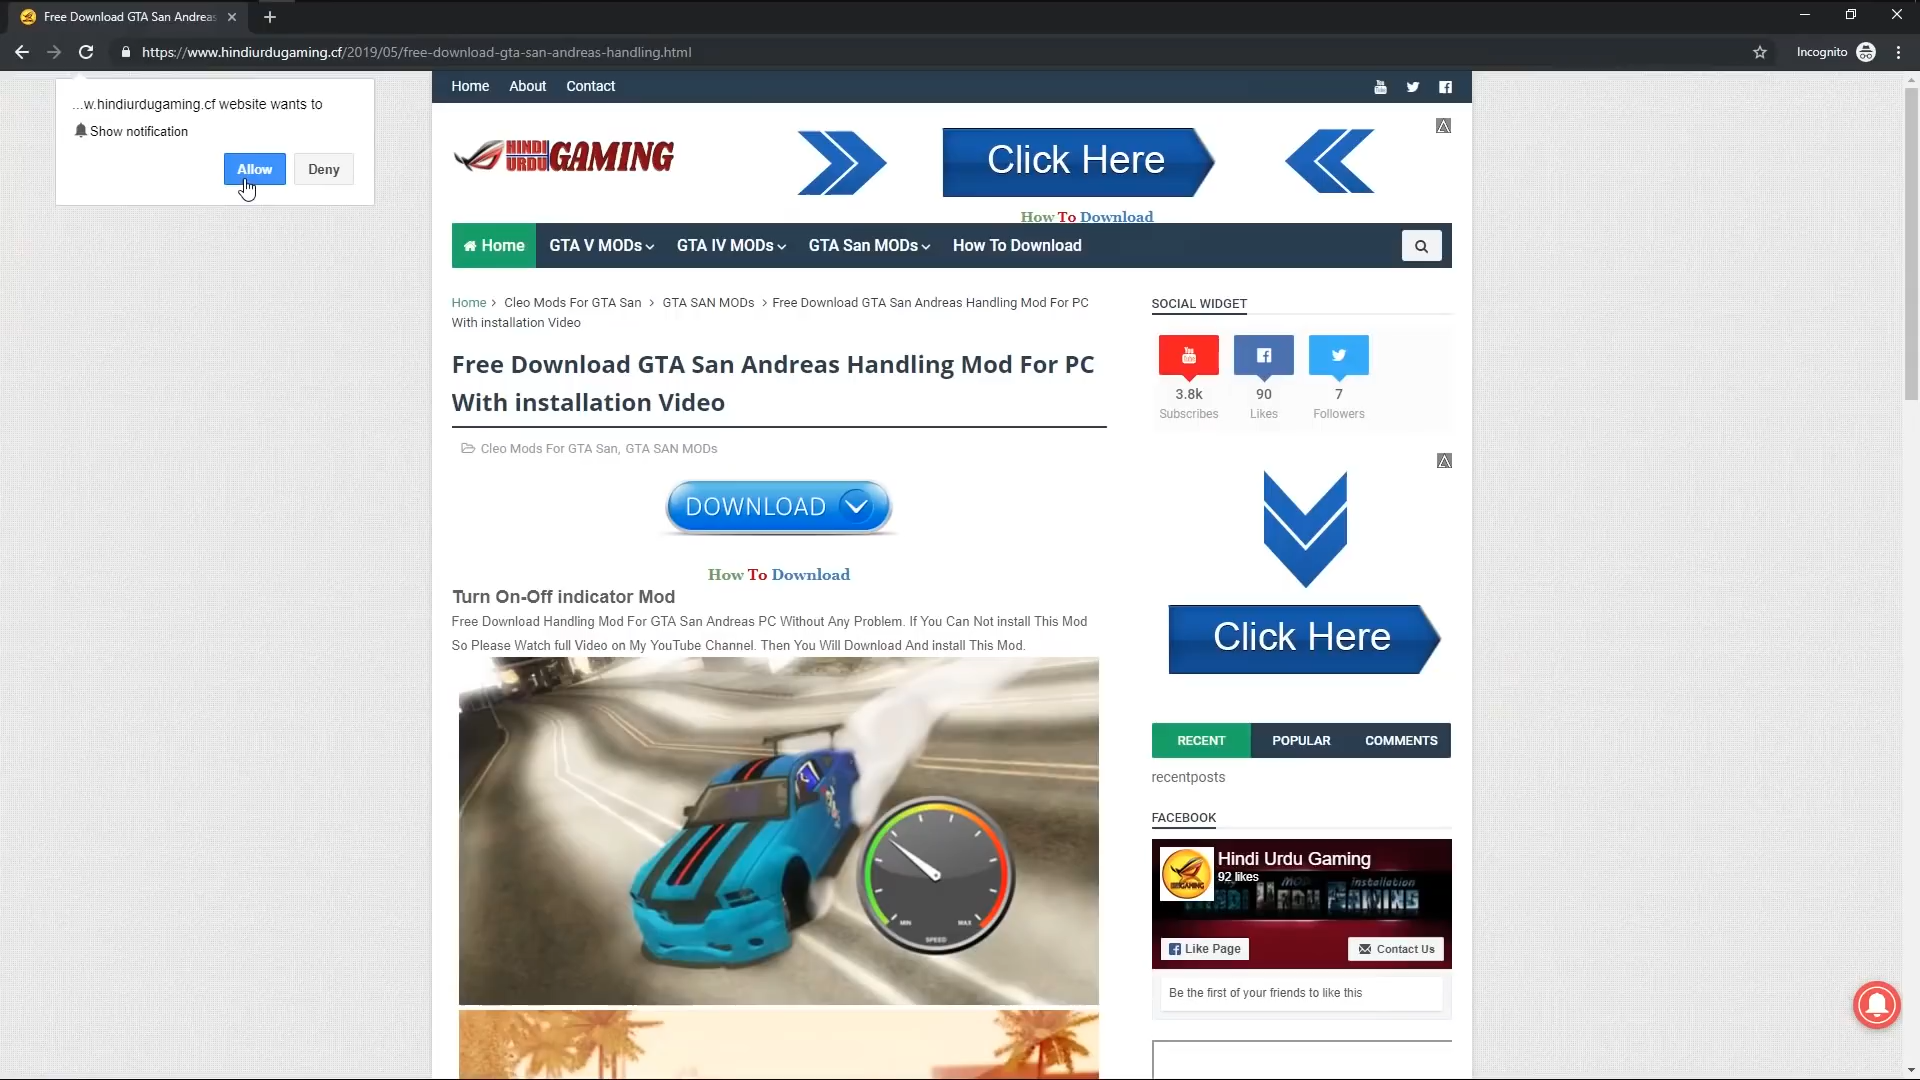 Free Download GTA San Andreas
https://www.hindiurdugaming.cf/2019/05/free-download-gta-san-andreas-handling.html
Incognito
...w.hindiurdugaming.cf website wants to
Show notification
Allow
Deny
Home
About
Contact
HINDI URDU GAMING
Click Here
How To Download
Home
GTA V MODs
GTA IV MODs
GTA San MODs
How To Download
Home > Cleo Mods For GTA San > GTA SAN MODs > Free Download GTA San Andreas Handling Mod For PC
With installation Video
Free Download GTA San Andreas Handling Mod For PC
With installation Video
Cleo Mods For GTA San, GTA SAN MODs
DOWNLOAD
How To Download
Turn On-Off indicator Mod
Free Download Handling Mod For GTA San Andreas PC Without Any Problem. If You Can Not install This Mod
So Please Watch full Video on My YouTube Channel. Then You Will Download And install This Mod.
MIN
MAX
SPEED
SOCIAL WIDGET
3.8k
90
7
Subscribes
Likes
Followers
Click Here
RECENT
POPULAR
COMMENTS
recentposts
FACEBOOK
Hindi Urdu Gaming
92 likes
MOD installation
HINDI URDU GAMING
Like Page
Contact Us
Be the first of your friends to like this